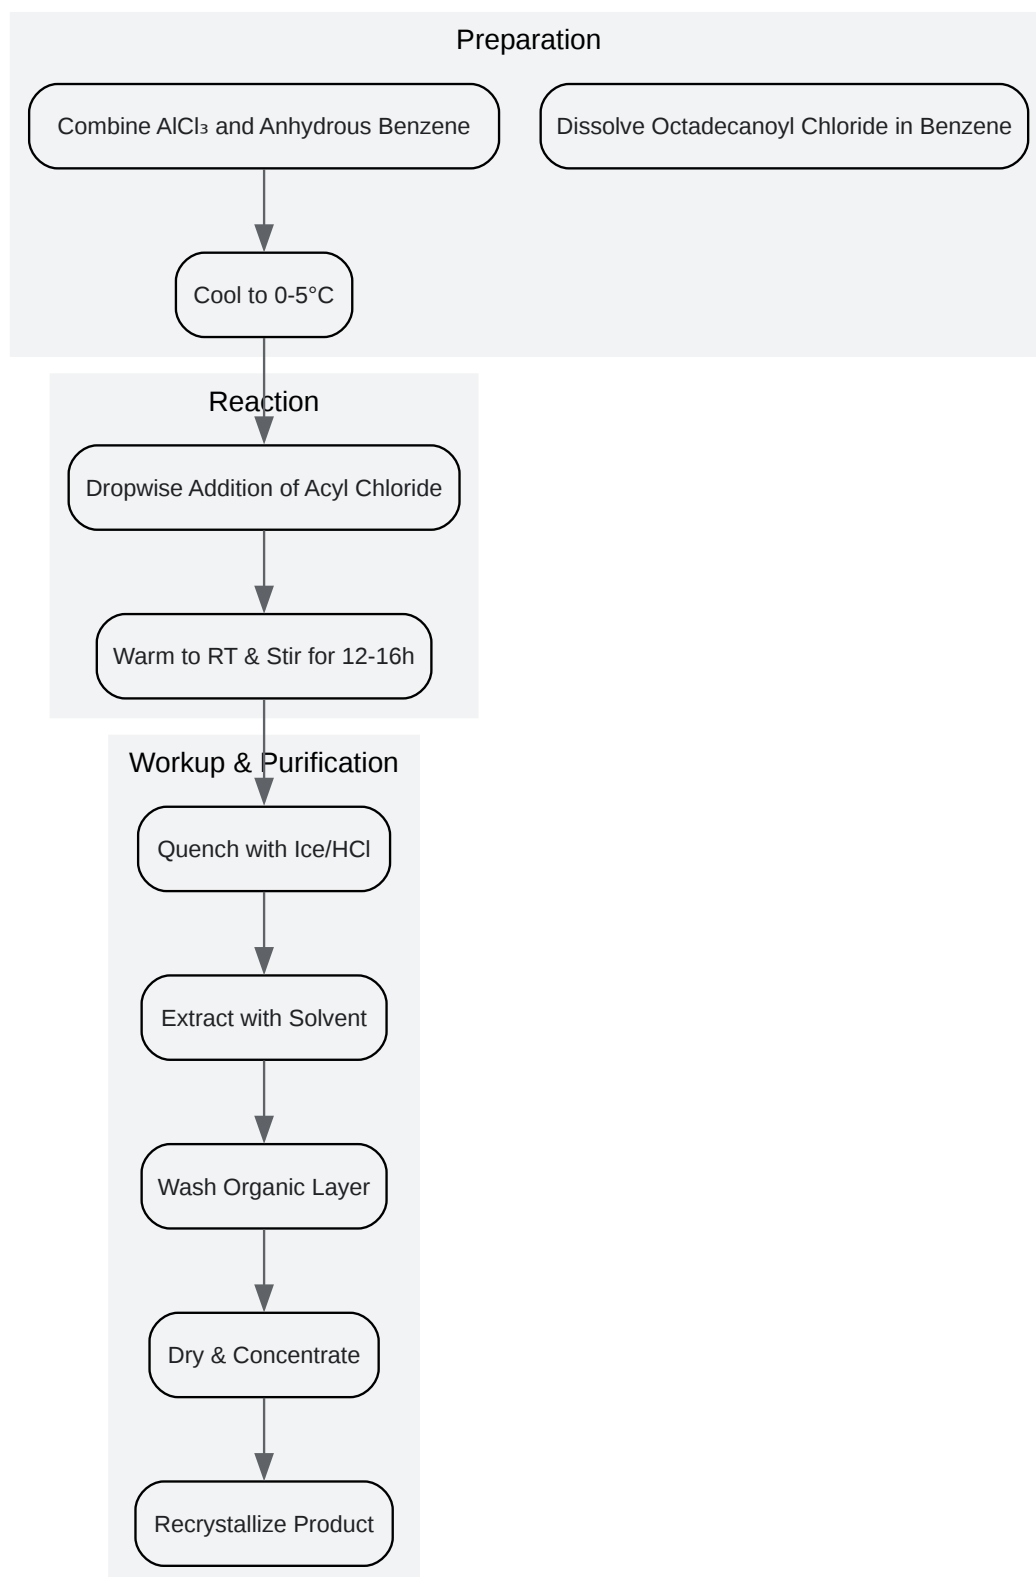 Preparation
Combine AlCl₃ and Anhydrous Benzene
Dissolve Octadecanoyl Chloride in Benzene
Cool to 0-5°C
Reaction
Dropwise Addition of Acyl Chloride
Warm to RT & Stir for 12-16h
Workup & Purification
Quench with Ice/HCl
Extract with Solvent
Wash Organic Layer
Dry & Concentrate
Recrystallize Product